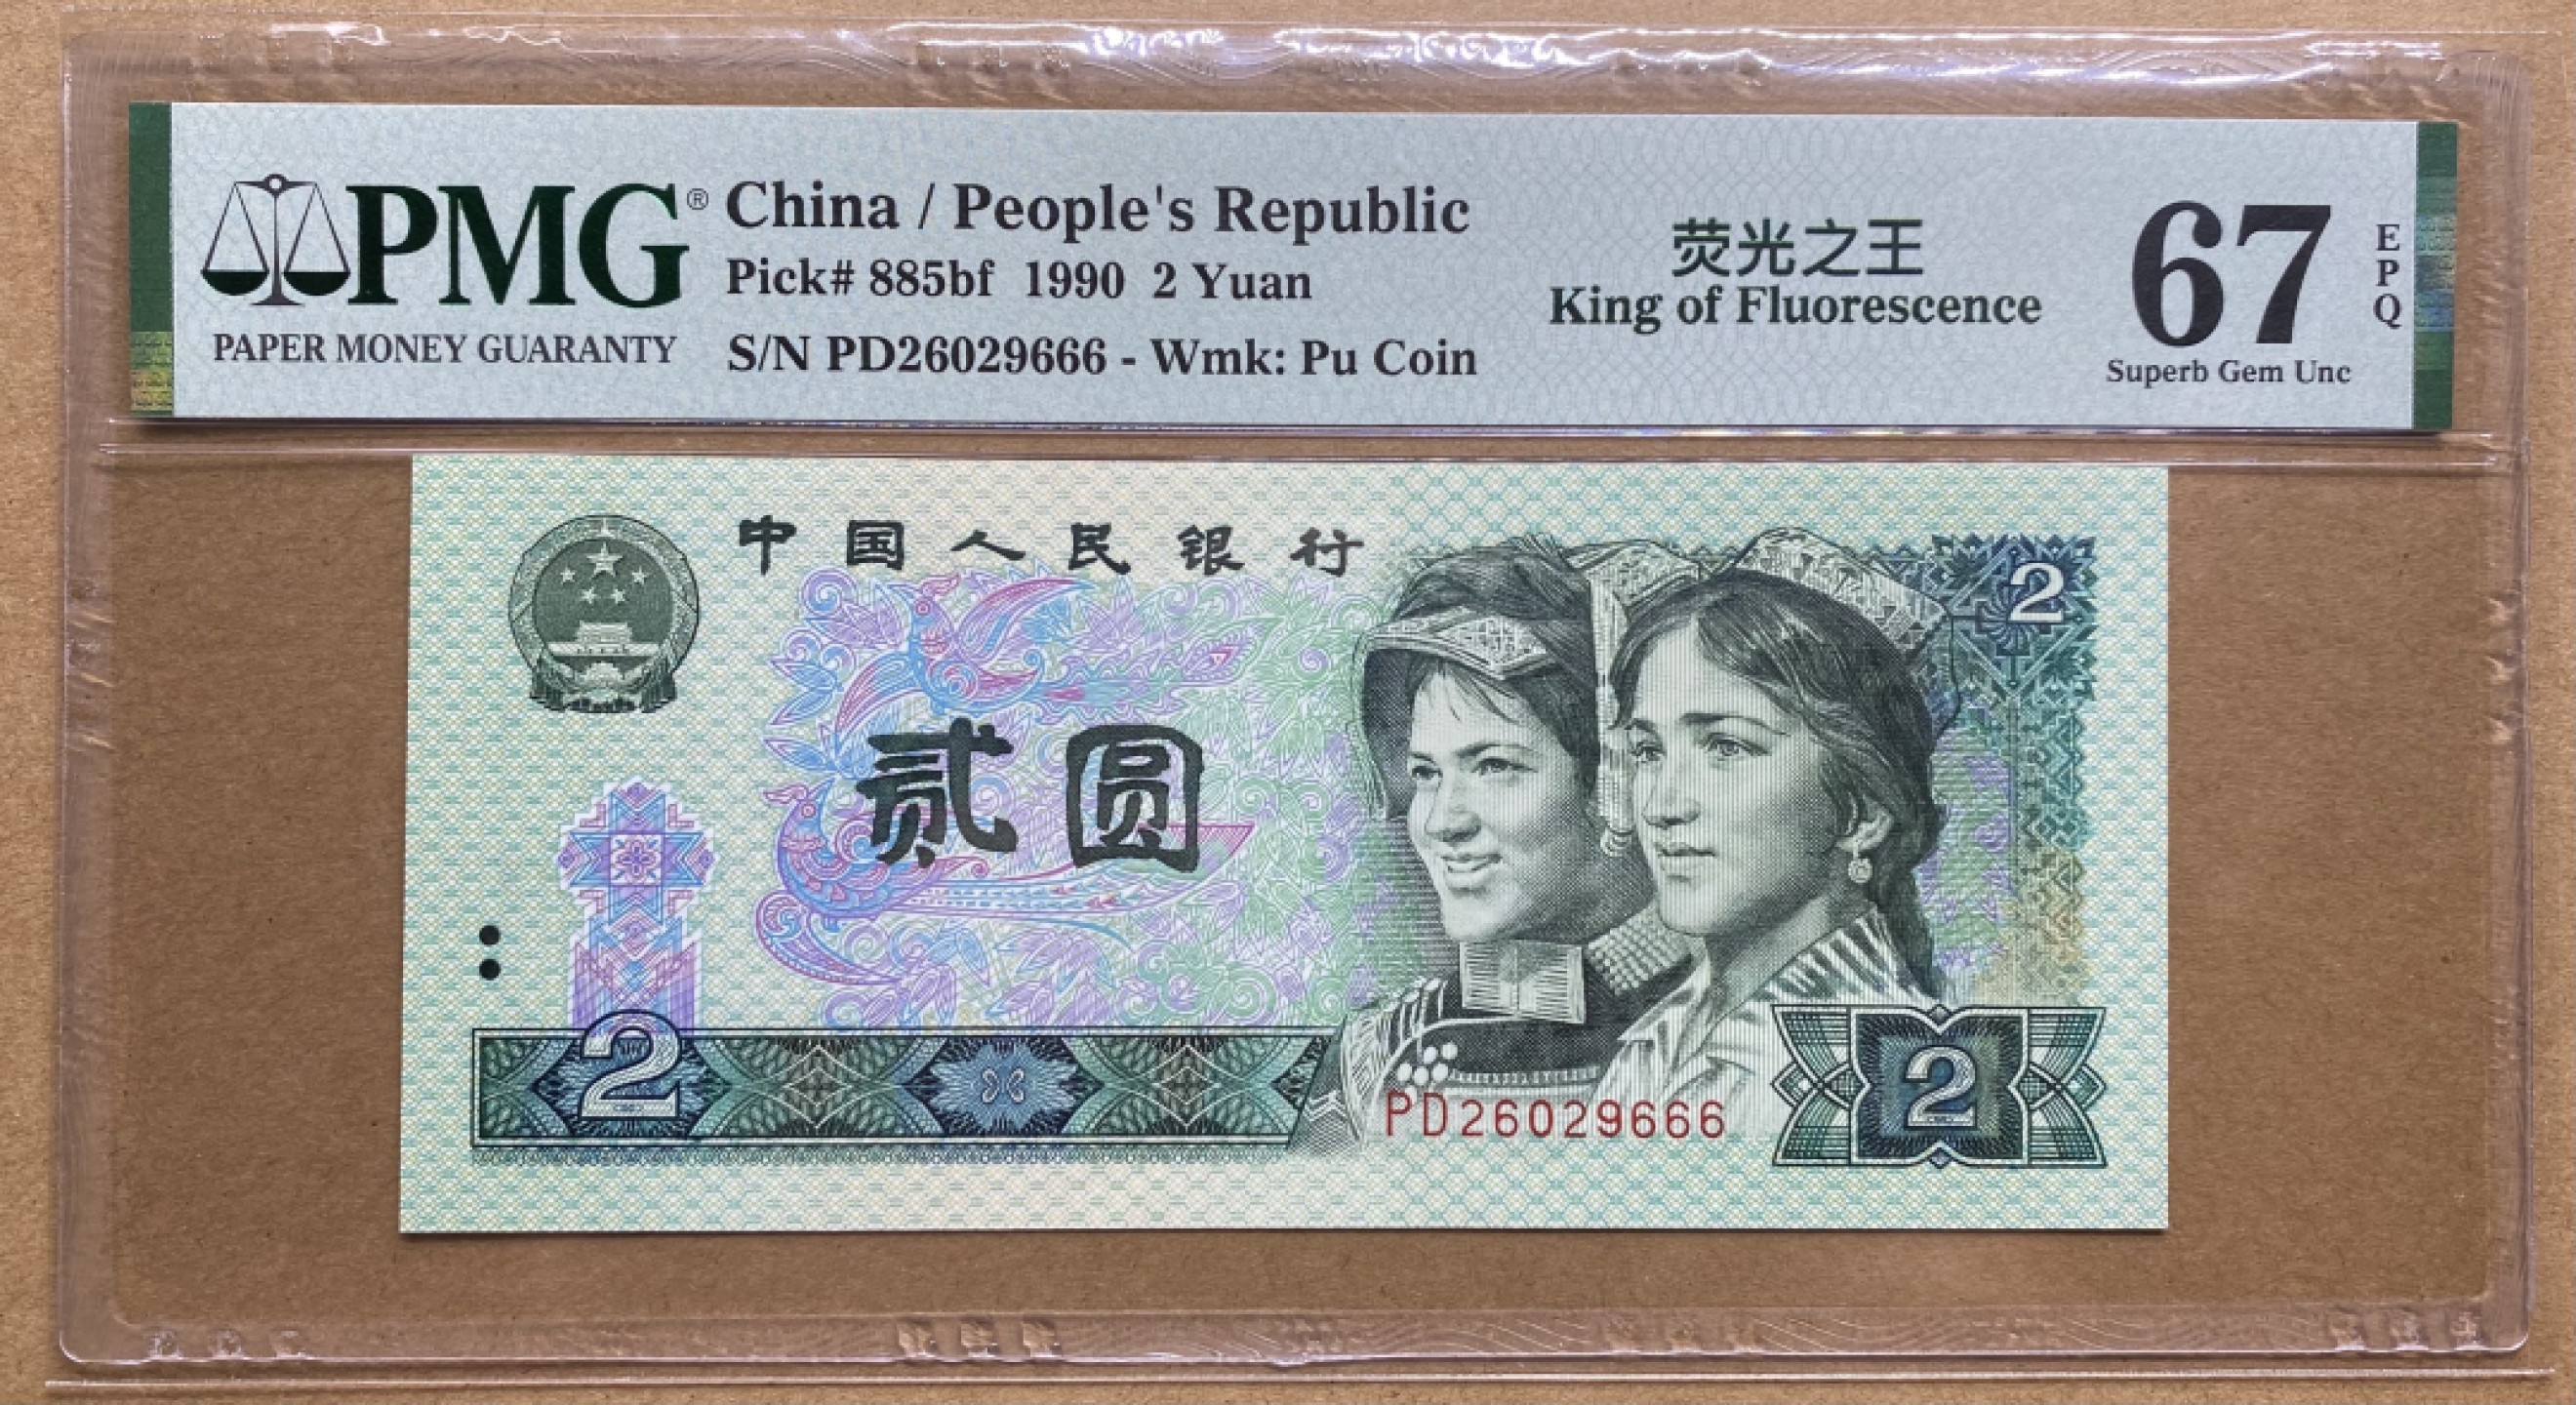 PMG®
PAPER MONEY GUARANTY
China / People's Republic
Pick# 885bf 1990 2 Yuan
S/N PD26029666 - Wmk: Pu Coin
荧光之王
King of Fluorescence
67
EPQ
Superb Gem Unc
中国人民银行
2
贰圆
2
PD26029666
2